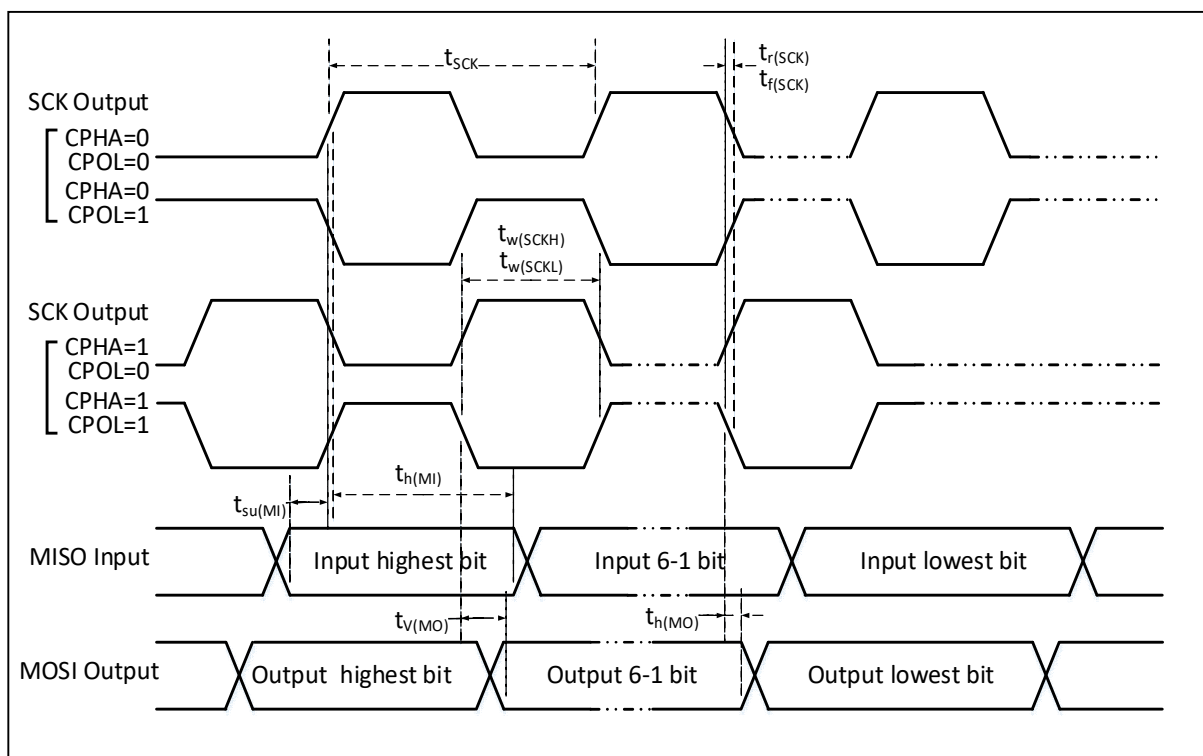 tSCK
tr(SCK)
tf(SCK)
SCK Output
CPHA=0
CPOL=0
CPHA=0
CPOL=1
tw(SCKH)
tw(SCKL)
SCK Output
CPHA=1
CPOL=0
CPHA=1
CPOL=1
th(MI)
tsu(MI)
MISO Input
Input highest bit
Input 6-1 bit
Input lowest bit
tV(MO)
th(MO)
MOSI Output
Output highest bit
Output 6-1 bit
Output lowest bit